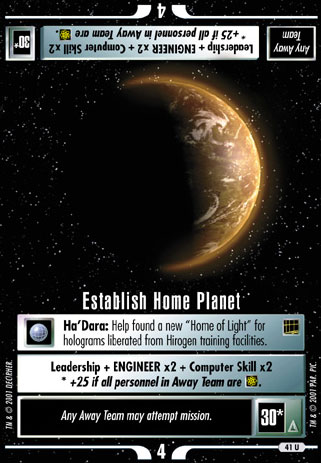 4
Leadership + ENGINEER x2 + Computer Skill x2
* +25 if all personnel in Away Team are
30*
Any Away
Team
Establish Home Planet
Ha'Dara: Help found a new "Home of Light" for
holograms liberated from Hirogen training facilities.
Leadership + ENGINEER x2 + Computer Skill x2
* +25 if all personnel in Away Team are .
Any Away Team may attempt mission.
30*
4
41 U
TM & © 2001 DECIPHER.
TM & © 2001 PAR. PIC.